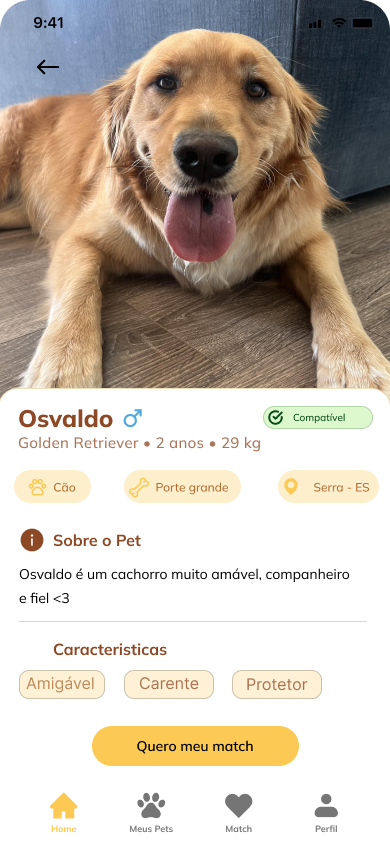 9:41
Osvaldo
Compatível
Golden Retriever • 2 anos • 29 kg
Cão
Porte grande
Serra - ES
Sobre o Pet
Osvaldo é um cachorro muito amável, companheiro
e fiel <3
Caracteristicas
Amigável
Carente
Protetor
Quero meu match
Home
Meus Pets
Match
Perfil